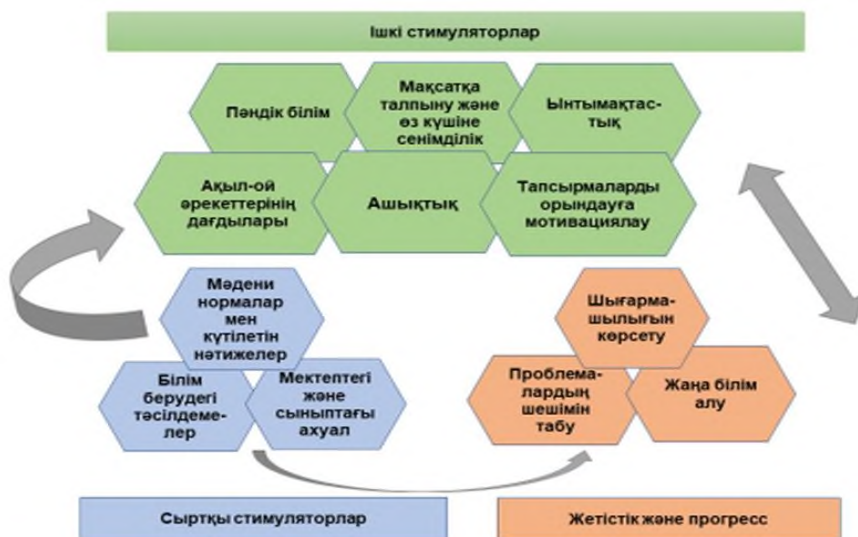 Ішкі стимуляторлар
Пәндік білім
Мақсатқа
талпыну және
өз күшіне
сенімділік
Ынтымақтас-
тық
Ақыл-ой
әрекеттерінің
дағдылары
Ашықтық
Тапсырмаларды
орындауға
мотивациялау
Мәдени
нормалар
мен
күтілетін
нәтижелер
Білім
берудегі
тәсілдеме-
лер
Мектептегі
және
сыныптағы
ахуал
Шығарма-
шылығын
көрсету
Проблема-
лардың
шешімін
табу
Жаңа білім
алу
Сыртқы стимуляторлар
Жетістік және прогресс